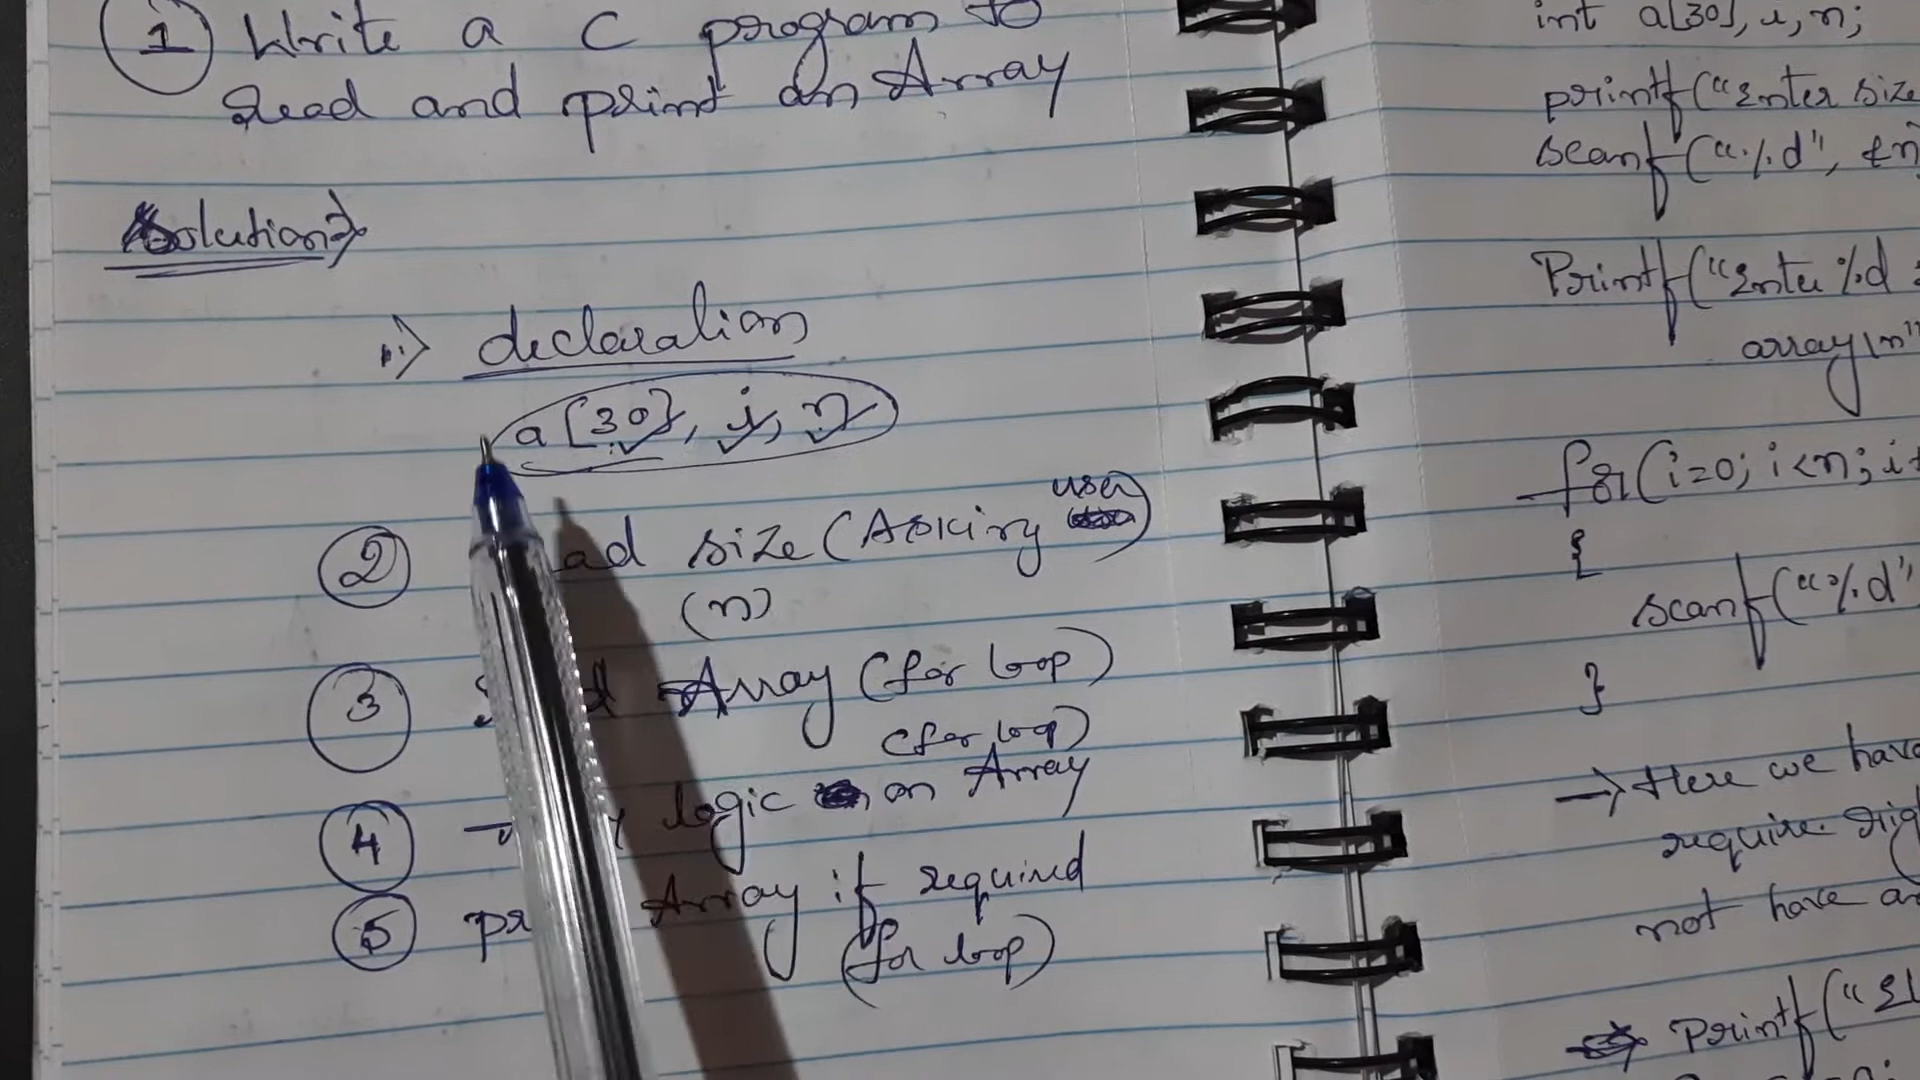 1 Write a C program to
Read and print an Array
Solution⇒
1:> declaration
a[30], i, n
2 size (Asking user)
(n)
3 Array (for loop)
(for loop)
4 logic on Array
5 Array if required
(for loop)
int a[30], i, n;
printf("Enter size
scanf("%d", &n
Printf("Enter %d
array\n"
for(i=0; i<n; i+
{
scanf("%d"
}
→ Here we have
require
not have
Printf("